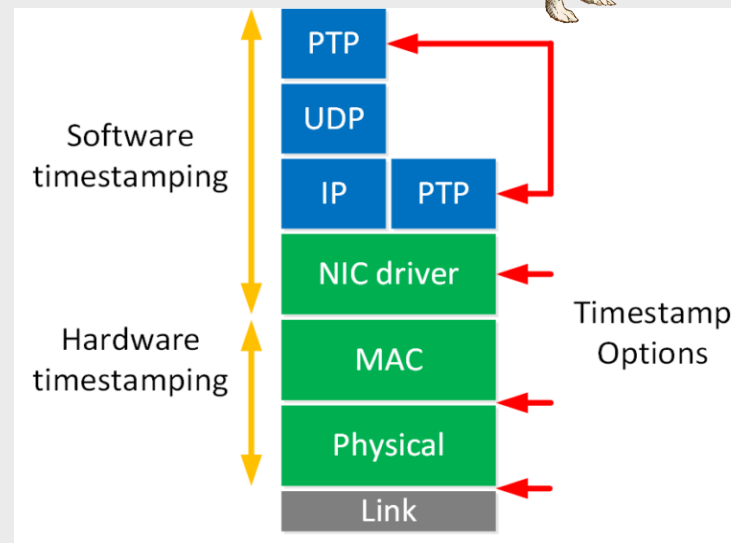 PTP
UDP
Software
timestamping
IP PTP
NIC driver
Timestamp
Options
Hardware
timestamping
MAC
Physical
Link